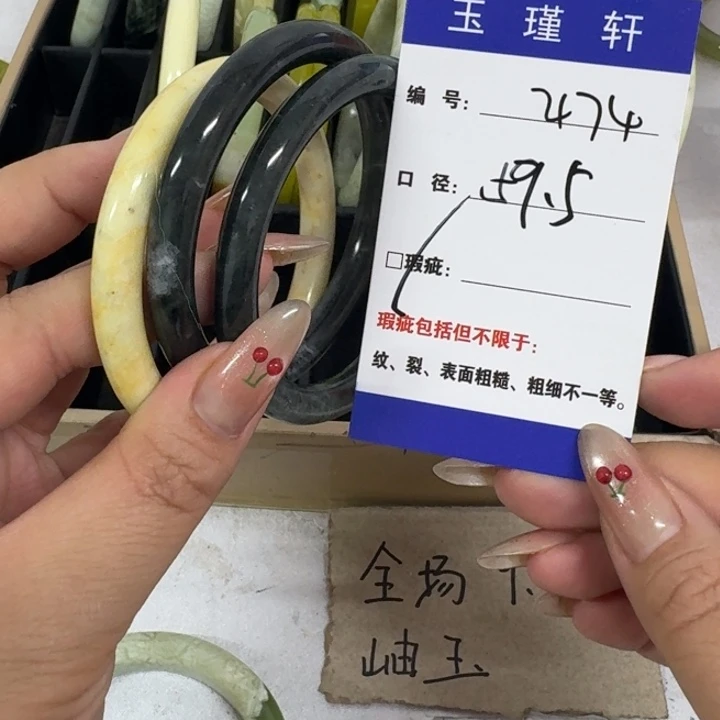 玉瑾轩
编号: 2474
口径: 59.5
□瑕疵:
瑕疵包括但不限于:
纹、裂、表面粗糙、粗细不一等。
全场
岫玉